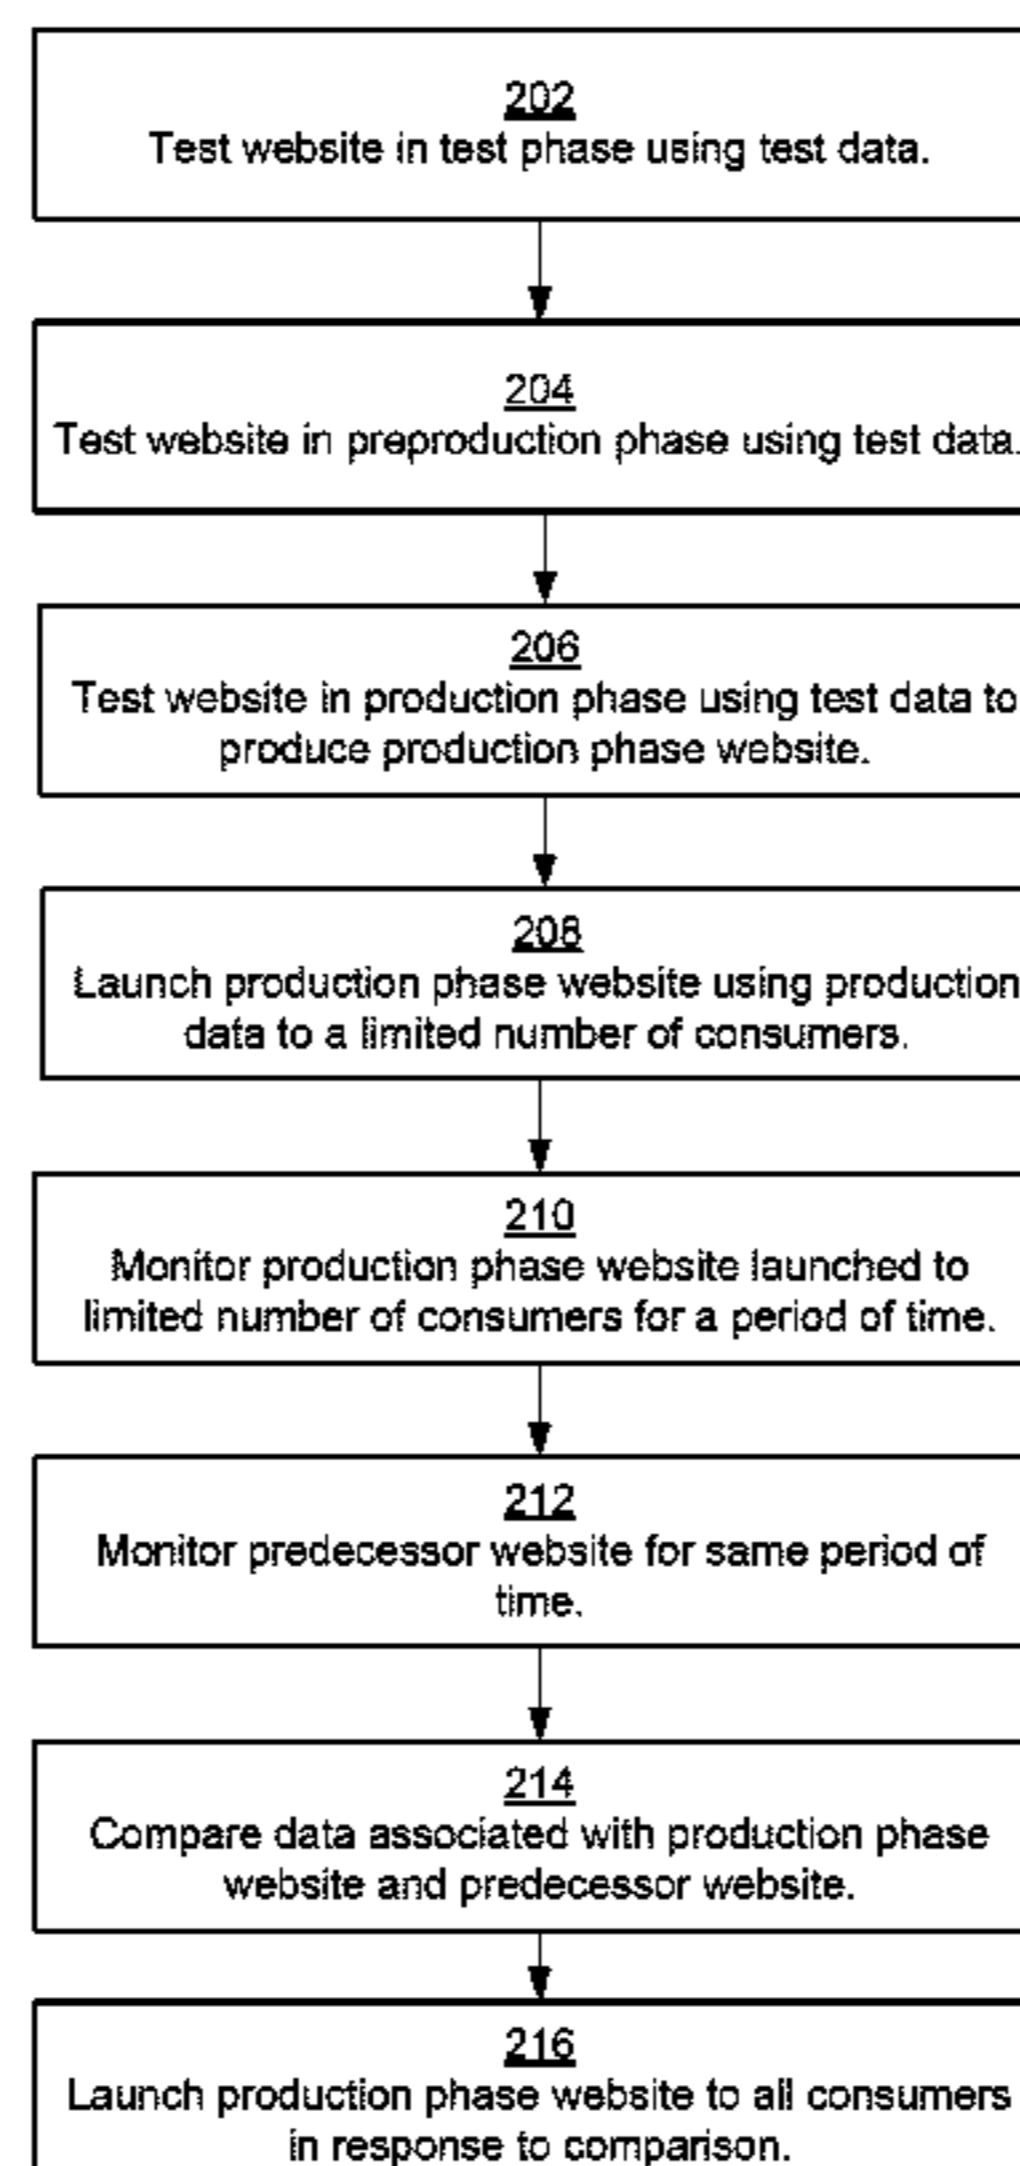 202
Test website in test phase using test data.
204
Test website in preproduction phase using test data.
206
Test website in production phase using test data to
produce production phase website.
208
Launch production phase website using production
data to a limited number of consumers.
210
Monitor production phase website launched to
limited number of consumers for a period of time.
212
Monitor predecessor website for same period of
time.
214
Compare data associated with production phase
website and predecessor website.
216
Launch production phase website to all consumers
in response to comparison.